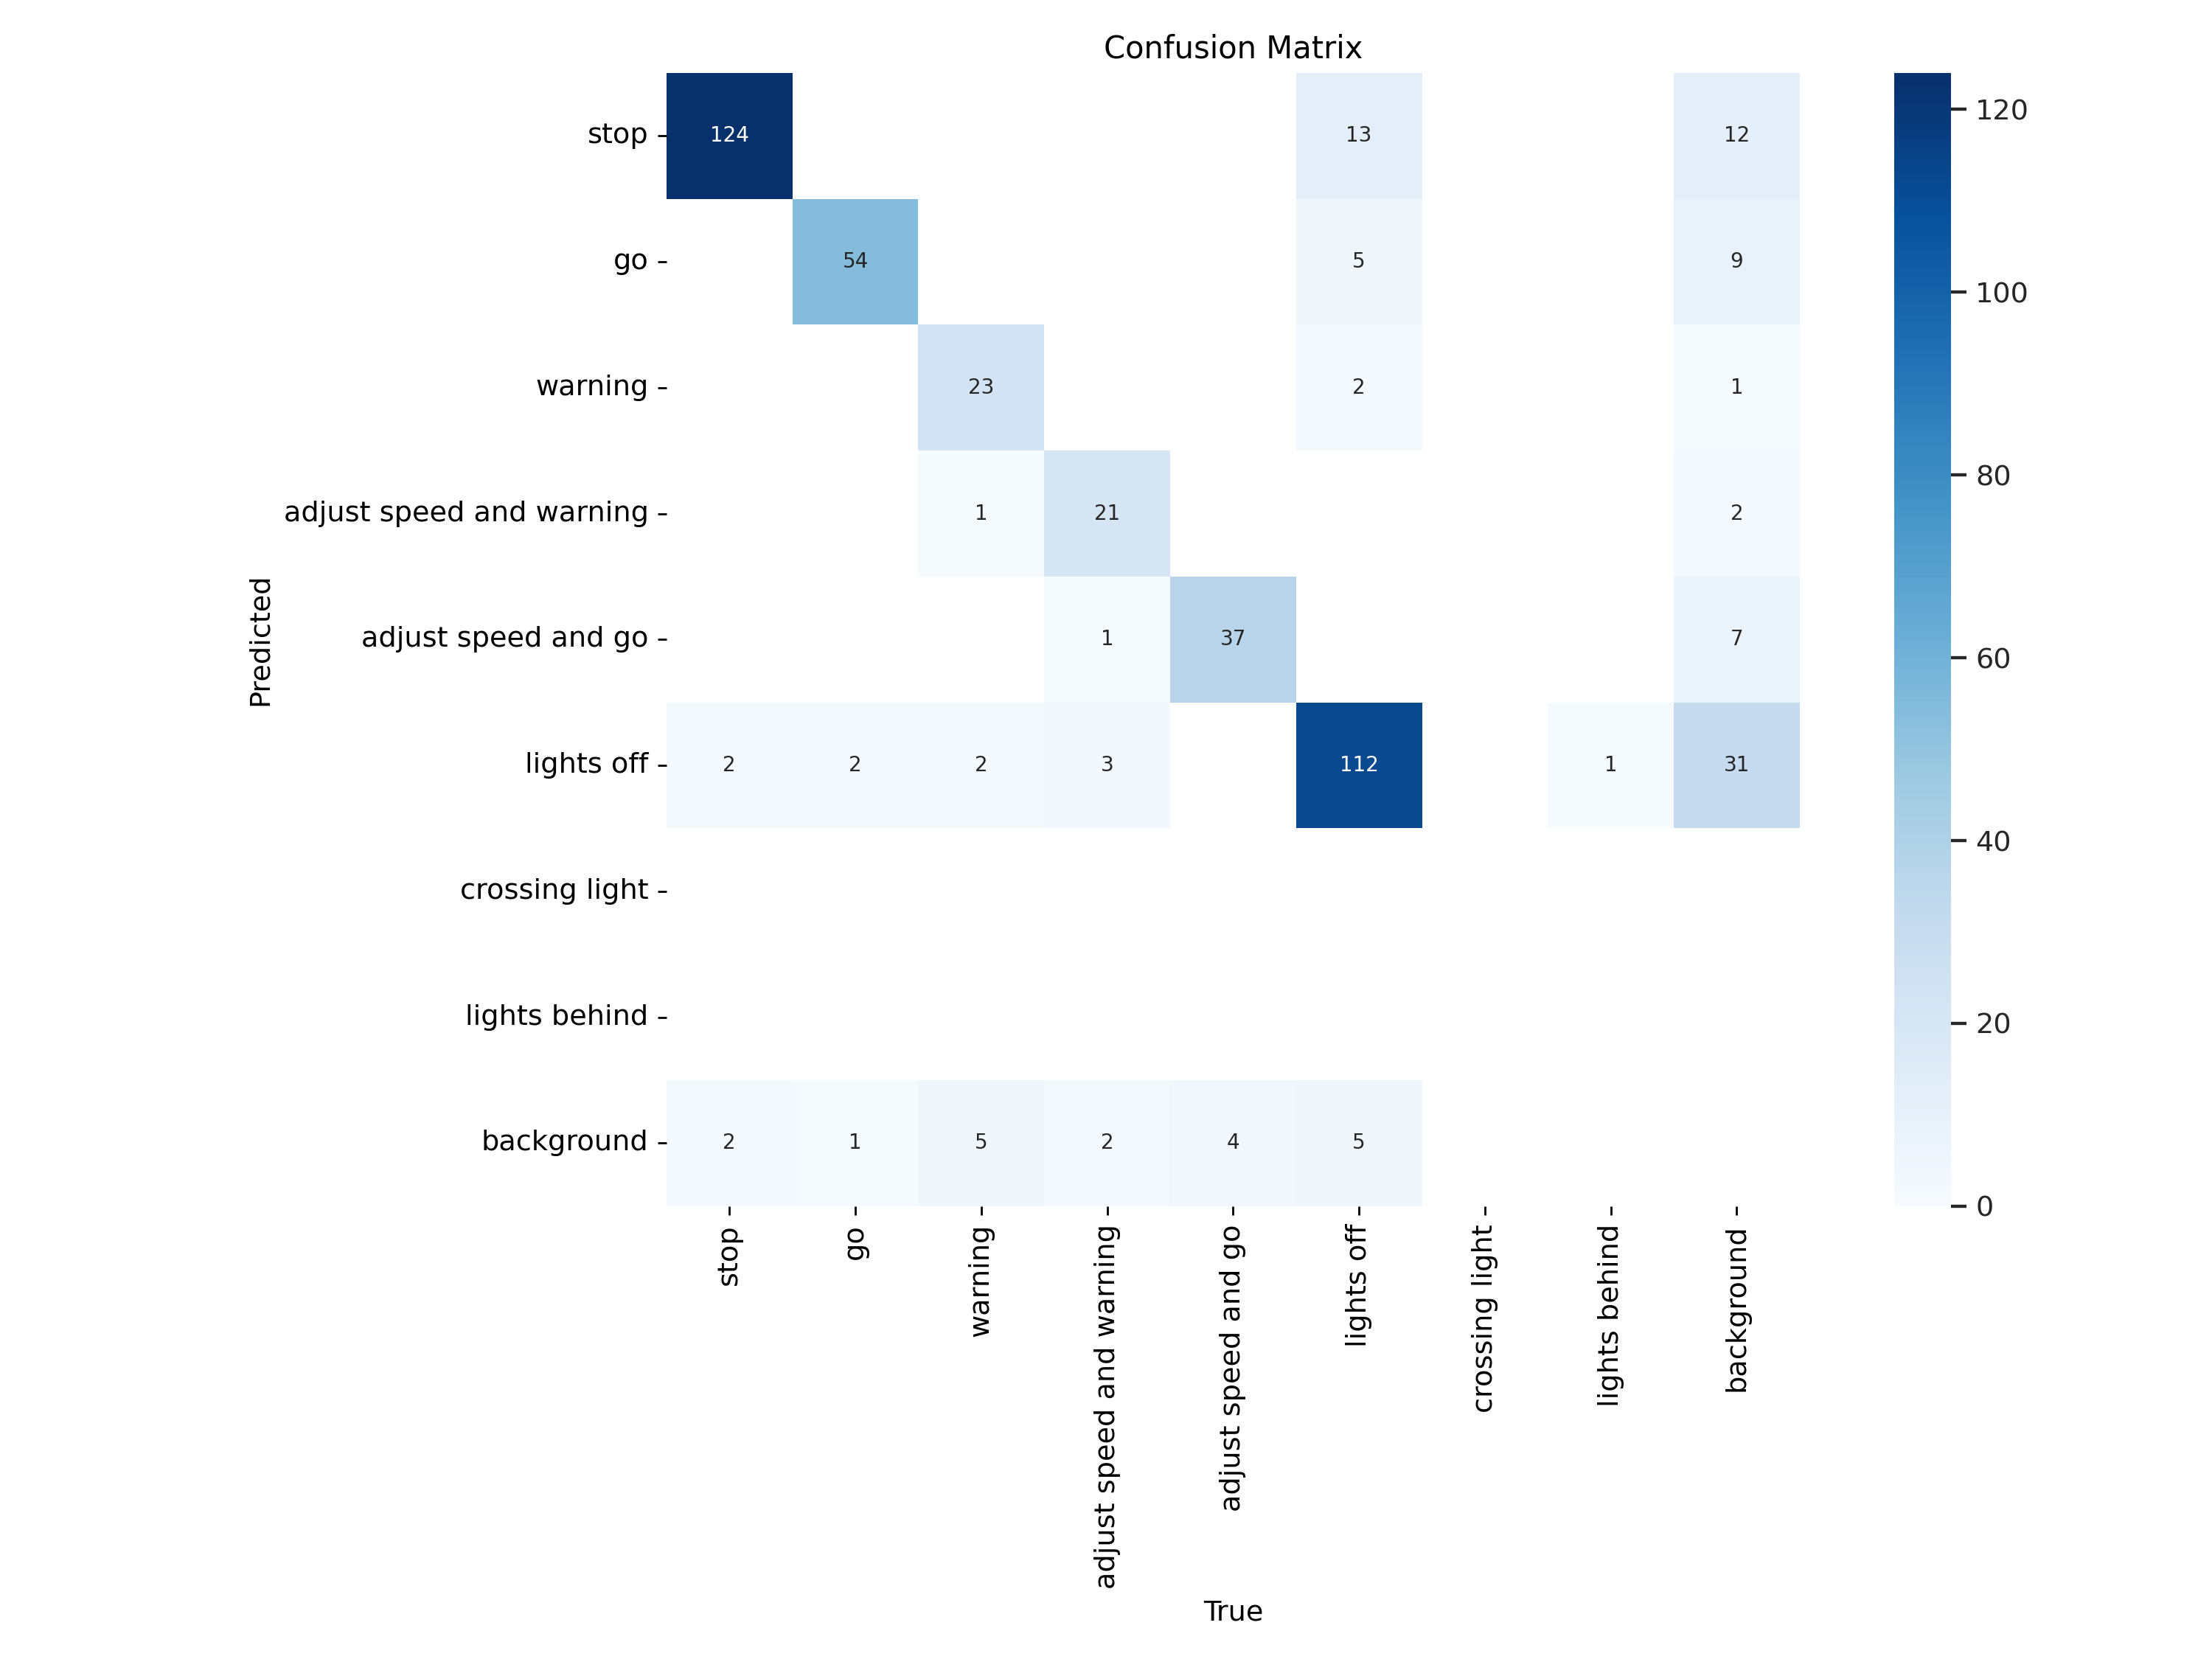 Confusion Matrix
stop
124
13
12
120
go
54
5
9
100
warning
23
2
1
80
adjust speed and warning
1
21
2
Predicted
adjust speed and go
1
37
7
60
lights off
2
2
2
3
112
1
31
40
crossing light
lights behind
20
background
2
1
5
2
4
5
0
stop
go
warning
adjust speed and warning
adjust speed and go
lights off
crossing light
lights behind
background
True